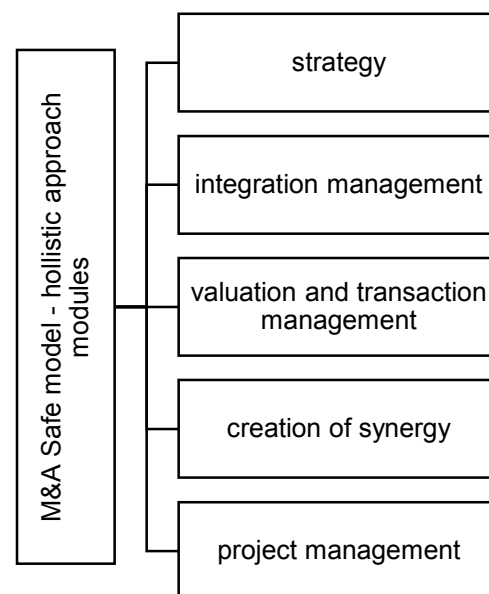 M&A Safe model - hollistic approach
modules
strategy
integration management
valuation and transaction
management
creation of synergy
project management